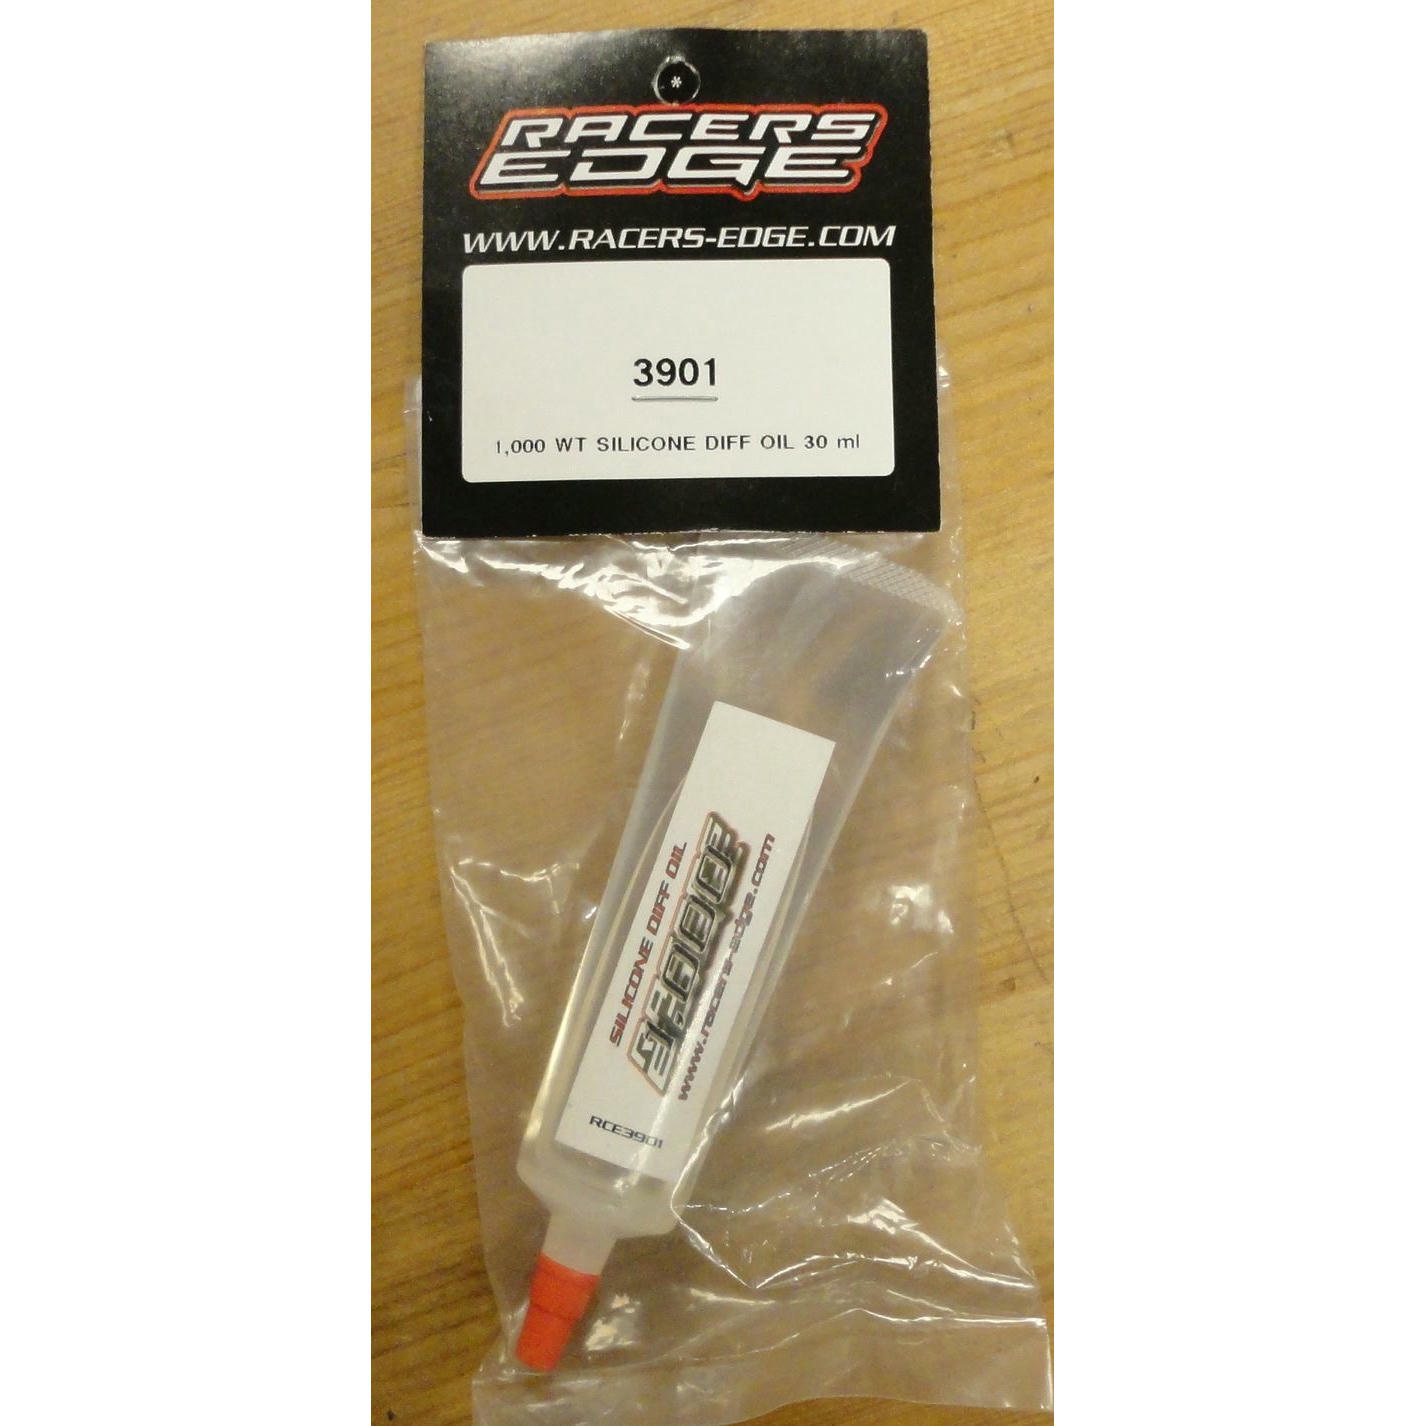 RACERS
EDGE
WWW.RACERS-EDGE.COM
3901
1,000 WT SILICONE DIFF OIL 30 ml
SILICONE DIFF OIL
www.racers-edge.com
RCE3901